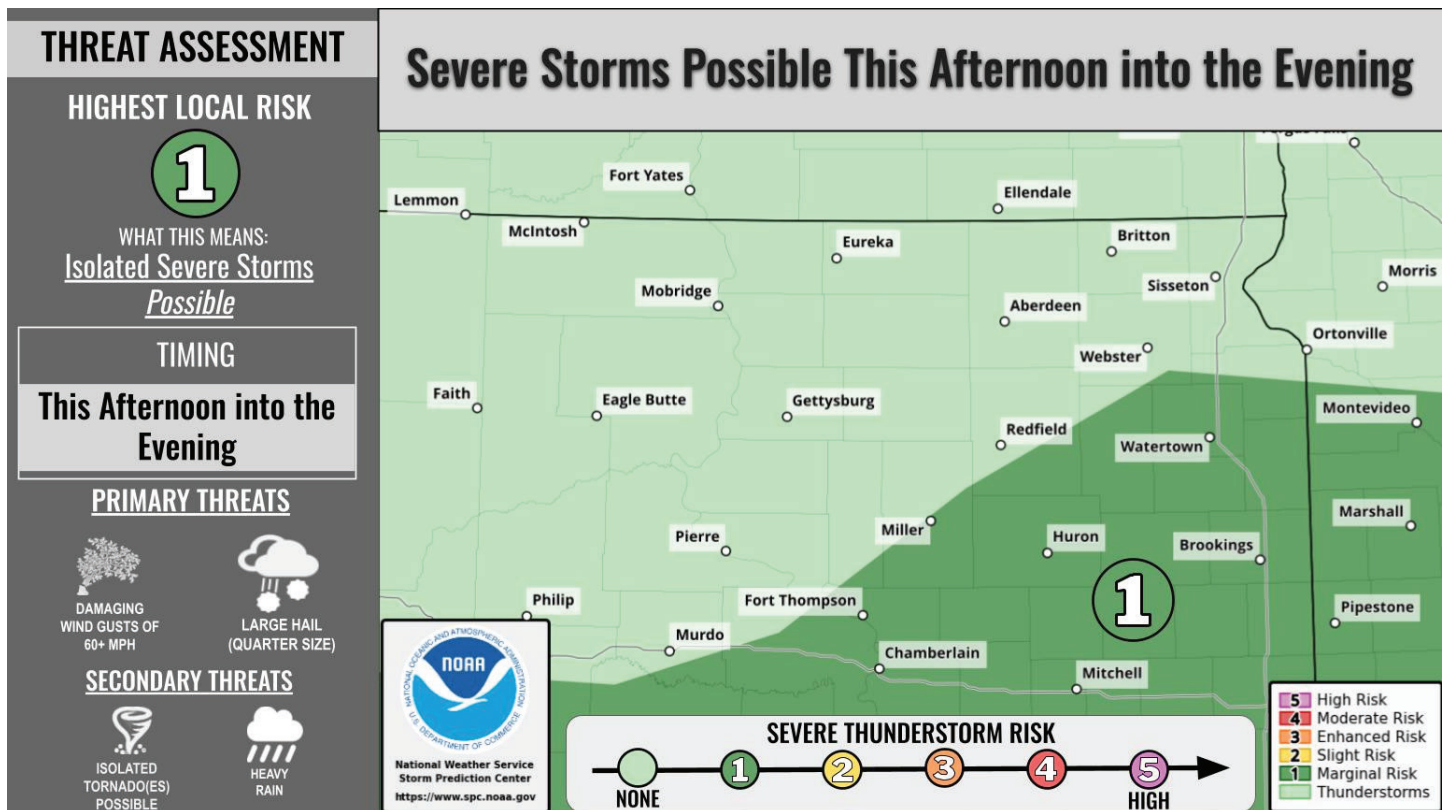 THREAT ASSESSMENT
HIGHEST LOCAL RISK
1
WHAT THIS MEANS:
Isolated Severe Storms
Possible
TIMING
This Afternoon into the
Evening
PRIMARY THREATS
DAMAGING
WIND GUSTS OF
60+ MPH
LARGE HAIL
(QUARTER SIZE)
SECONDARY THREATS
ISOLATED
TORNADO(ES)
POSSIBLE
HEAVY
RAIN
Severe Storms Possible This Afternoon into the Evening
Fort Yates
Lemmon
Ellendale
McIntosh
Eureka
Britton
Morris
Sisseton
Mobridge
Aberdeen
Ortonville
Webster
Faith
Eagle Butte
Gettysburg
Montevideo
Redfield
Watertown
Marshall
Miller
Pierre
Huron
Brookings
1
Philip
Fort Thompson
Pipestone
Murdo
Chamberlain
Mitchell
NATIONAL OCEANIC AND ATMOSPHERIC ADMINISTRATION
NOAA
U.S. DEPARTMENT OF COMMERCE
National Weather Service
Storm Prediction Center
https://www.spc.noaa.gov
SEVERE THUNDERSTORM RISK
1 2 3 4 5
NONE HIGH
5 High Risk
4 Moderate Risk
3 Enhanced Risk
2 Slight Risk
1 Marginal Risk
Thunderstorms